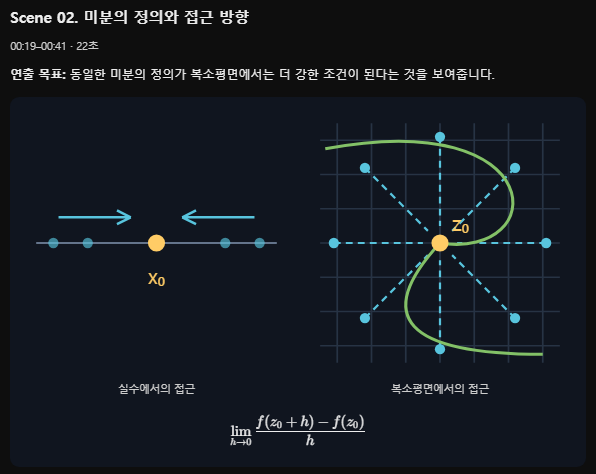 Scene 02. 미분의 정의와 접근 방향
00:19–00:41 · 22초
연출 목표: 동일한 미분의 정의가 복소평면에서는 더 강한 조건이 된다는 것을 보여줍니다.
x₀
z₀
실수에서의 접근
복소평면에서의 접근
lim h→0 f(z₀ + h) − f(z₀) / h